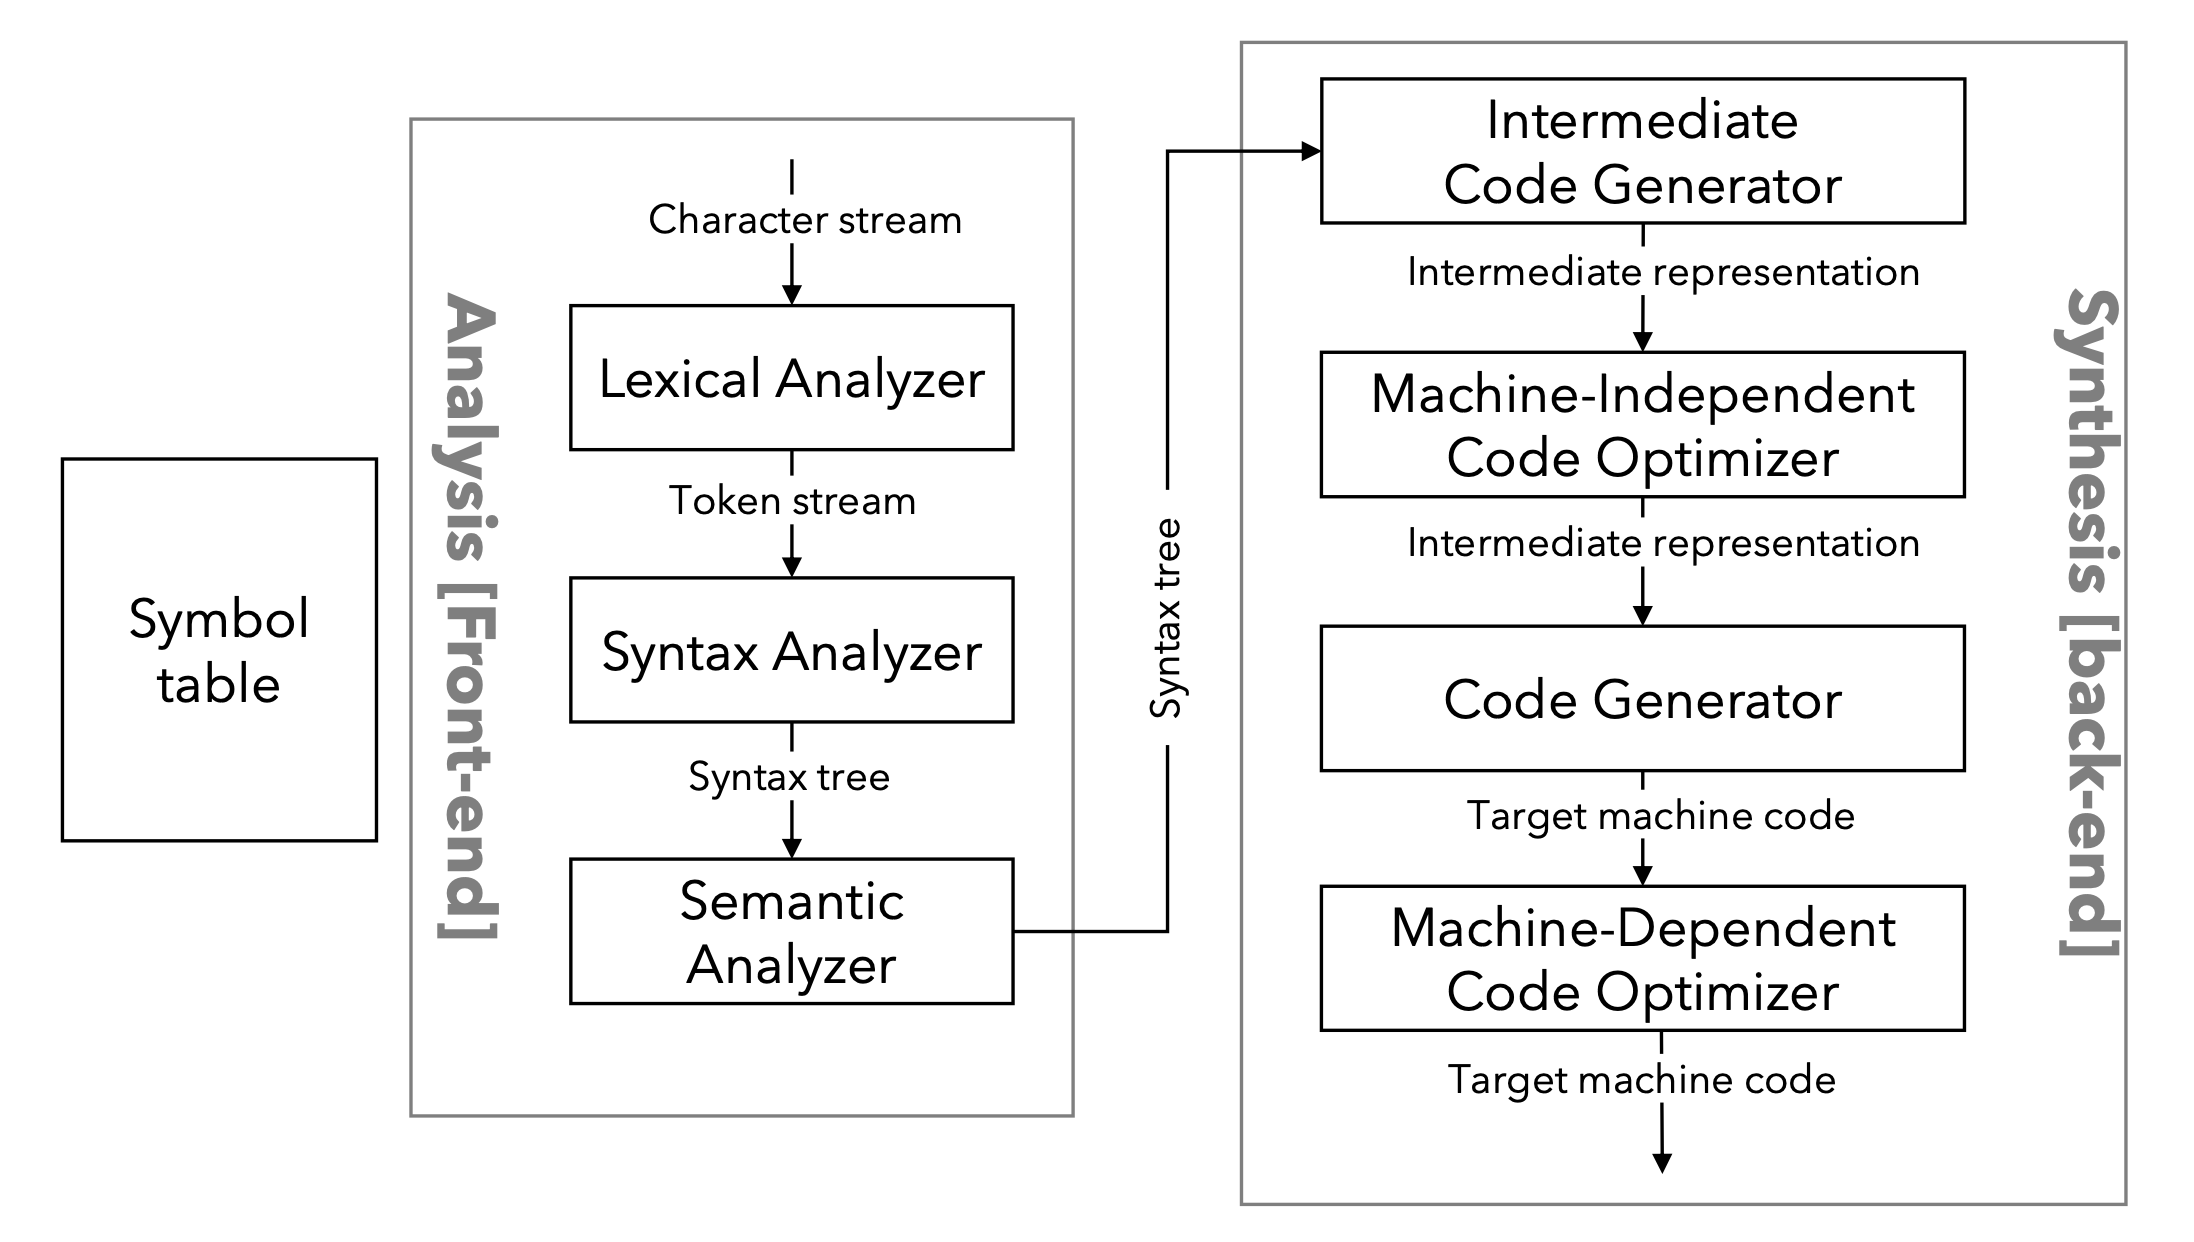 Symbol
table
Analysis [Front-end]
Character stream
Lexical Analyzer
Token stream
Syntax Analyzer
Syntax tree
Semantic
Analyzer
Syntax tree
Intermediate
Code Generator
Intermediate representation
Machine-Independent
Code Optimizer
Intermediate representation
Code Generator
Target machine code
Machine-Dependent
Code Optimizer
Target machine code
Synthesis [back-end]